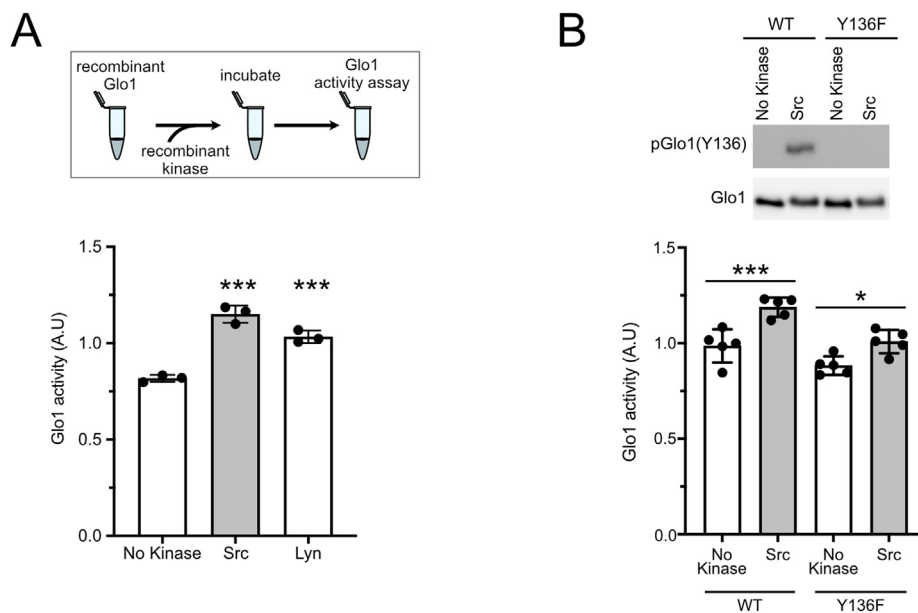 A
recombinant
Glo1
incubate
Glo1
activity assay
recombinant
kinase
1.5
1.0
0.5
0.0
Glo1 activity (A.U)
***
***
No Kinase
Src
Lyn
B
WT
Y136F
No Kinase
Src
No Kinase
Src
pGlo1(Y136)
Glo1
1.5
1.0
0.5
0.0
Glo1 activity (A.U)
***
*
No
Kinase
Src
No
Kinase
Src
WT
Y136F